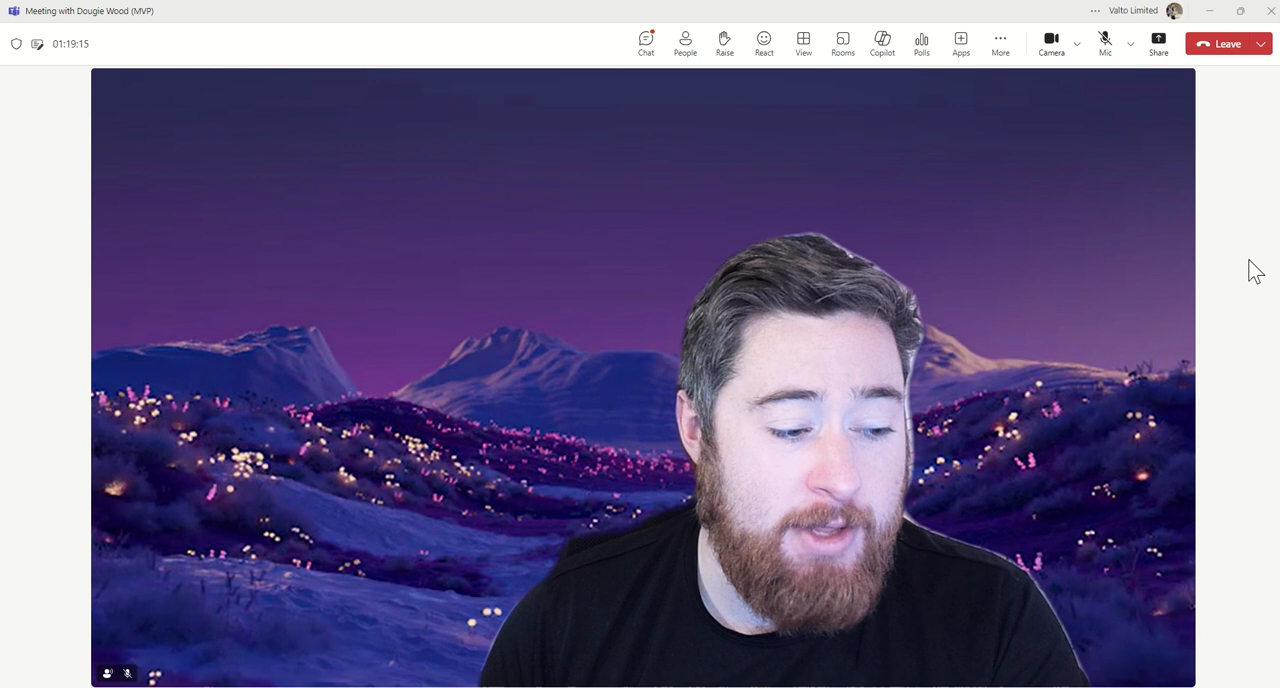 Meeting with Dougie Wood (MVP)
Valto Limited
01:19:15
Chat
People
Raise
React
View
Rooms
Copilot
Polls
Apps
More
Camera
Mic
Share
Leave